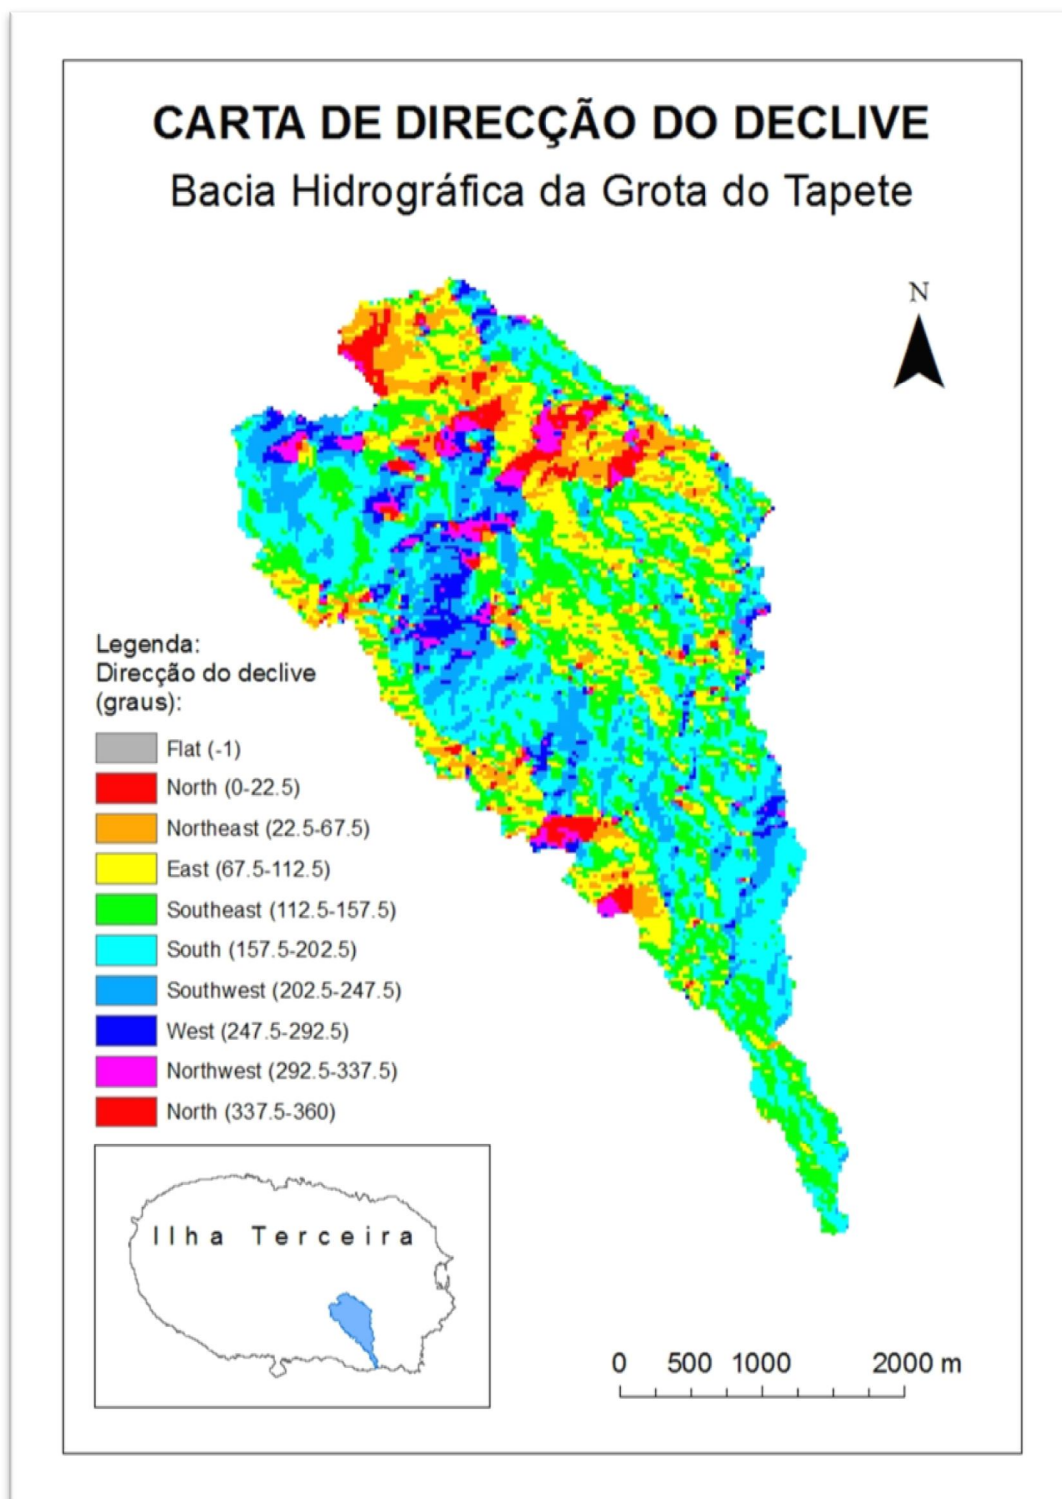 CARTA DE DIRECÇÃO DO DECLIVE
Bacia Hidrográfica da Grota do Tapete
N
Legenda:
Direcção do declive
(graus):
Flat (-1)
North (0-22.5)
Northeast (22.5-67.5)
East (67.5-112.5)
Southeast (112.5-157.5)
South (157.5-202.5)
Southwest (202.5-247.5)
West (247.5-292.5)
Northwest (292.5-337.5)
North (337.5-360)
Ilha Terceira
0 500 1000 2000 m